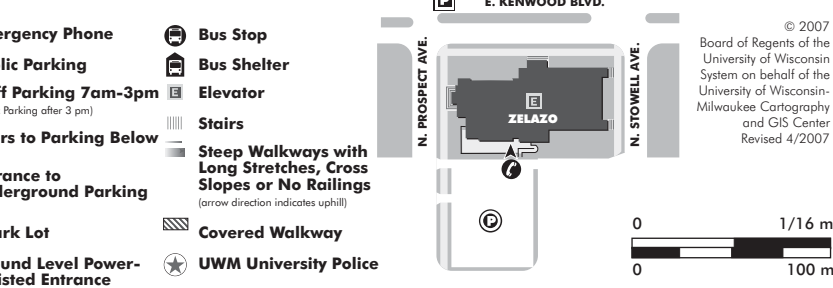 P
E. KENWOOD BLVD.
ergency Phone
lic Parking
ff Parking 7am-3pm
Parking after 3 pm)
rs to Parking Below
rance to
derground Parking
rk Lot
und Level Power-
isted Entrance
Bus Stop
Bus Shelter
E Elevator
Stairs
Steep Walkways with
Long Stretches, Cross
Slopes or No Railings
(arrow direction indicates uphill)
Covered Walkway
UWM University Police
N. PROSPECT AVE.
E
ZELAZO
P
N. STOWELL AVE.
© 2007
Board of Regents of the
University of Wisconsin
System on behalf of the
University of Wisconsin-
Milwaukee Cartography
and GIS Center
Revised 4/2007
0 1/16 m
0 100 m